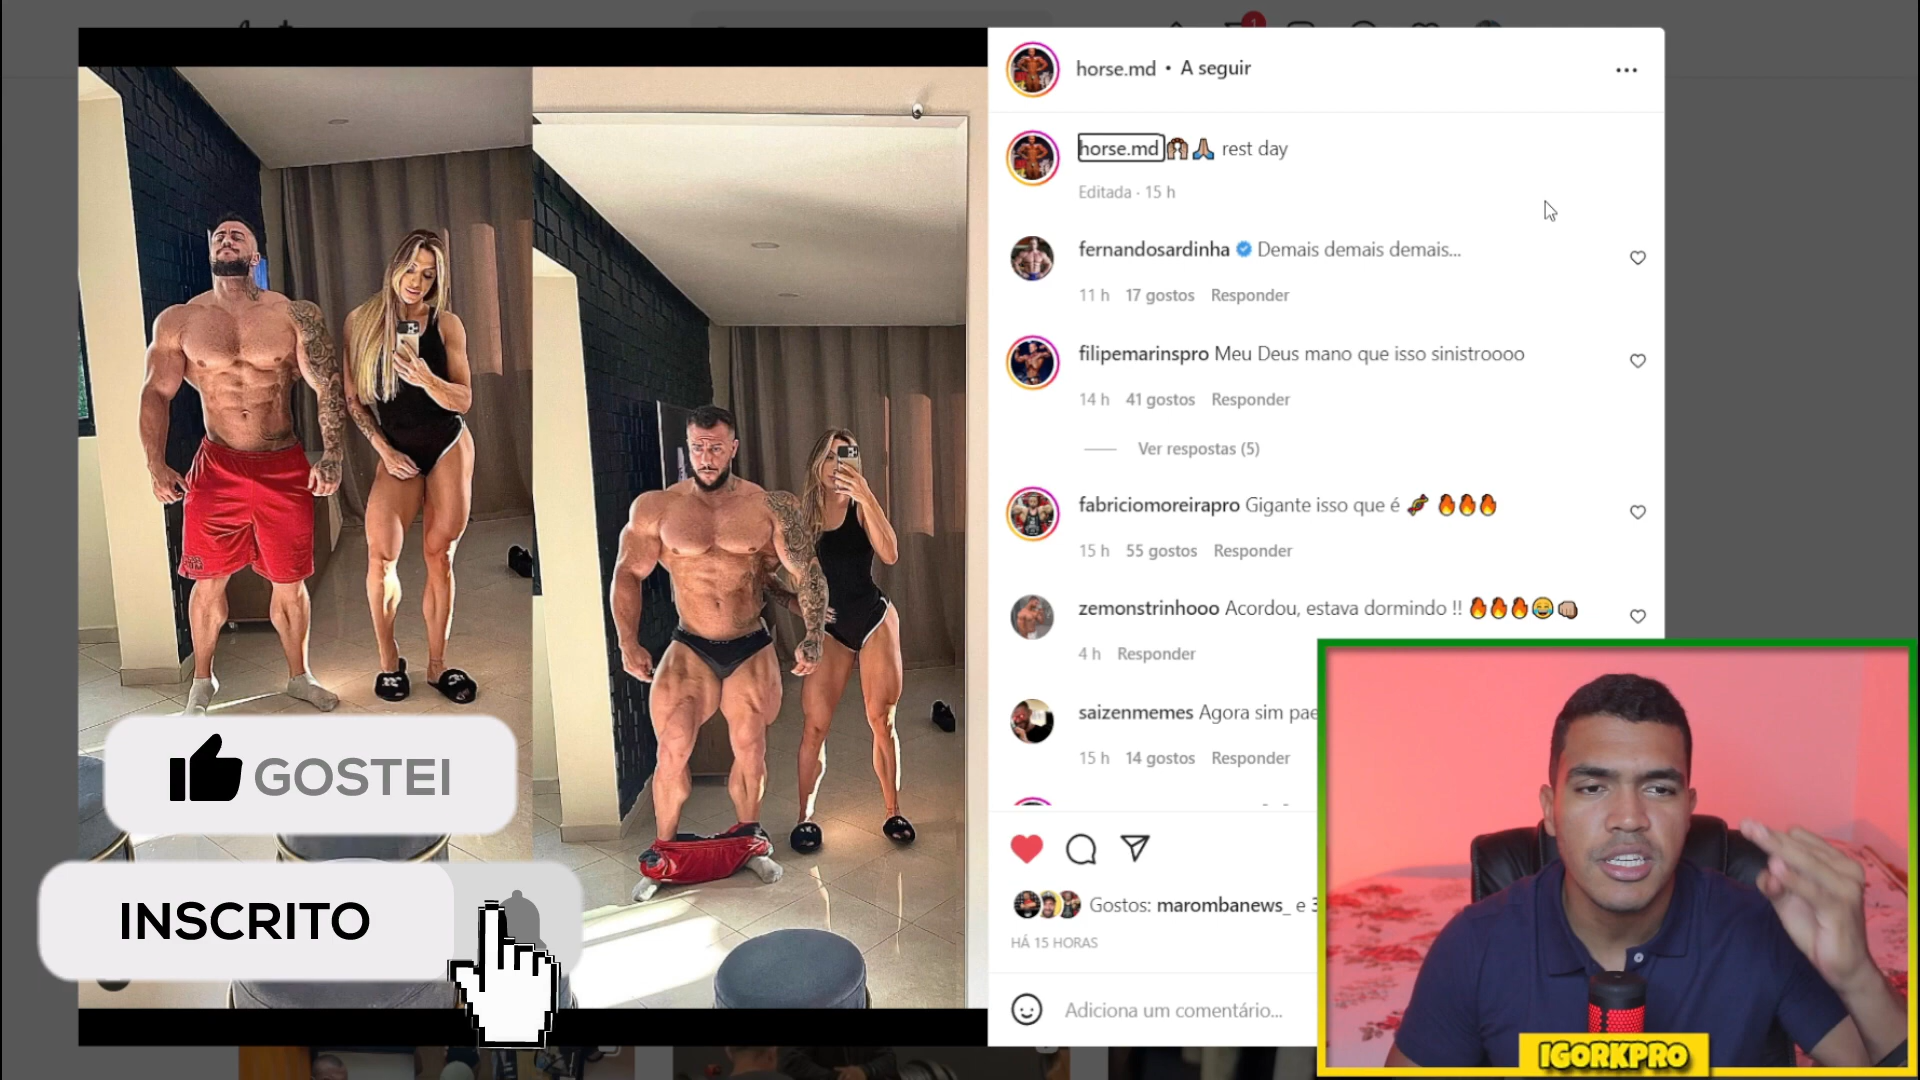 1
horse.md • A seguir
horse.md 🙌🏽🙏🏽 rest day
Editada · 15 h
fernandosardinha Demais demais demais...
11 h 17 gostos Responder
filipemarinspro Meu Deus mano que isso sinistroooo
14 h 41 gostos Responder
Ver respostas (5)
fabriciomoreirapro Gigante isso que é 🧨 🔥🔥🔥
15 h 55 gostos Responder
zemonstrinhooo Acordou, estava dormindo !! 🔥🔥🔥😂👊🏼
4 h Responder
saizenmemes Agora sim pae
15 h 14 gostos Responder
Gostos: marombanews_ e 3
HÁ 15 HORAS
Adiciona um comentário...
GOSTEI
INSCRITO
IGORKPRO